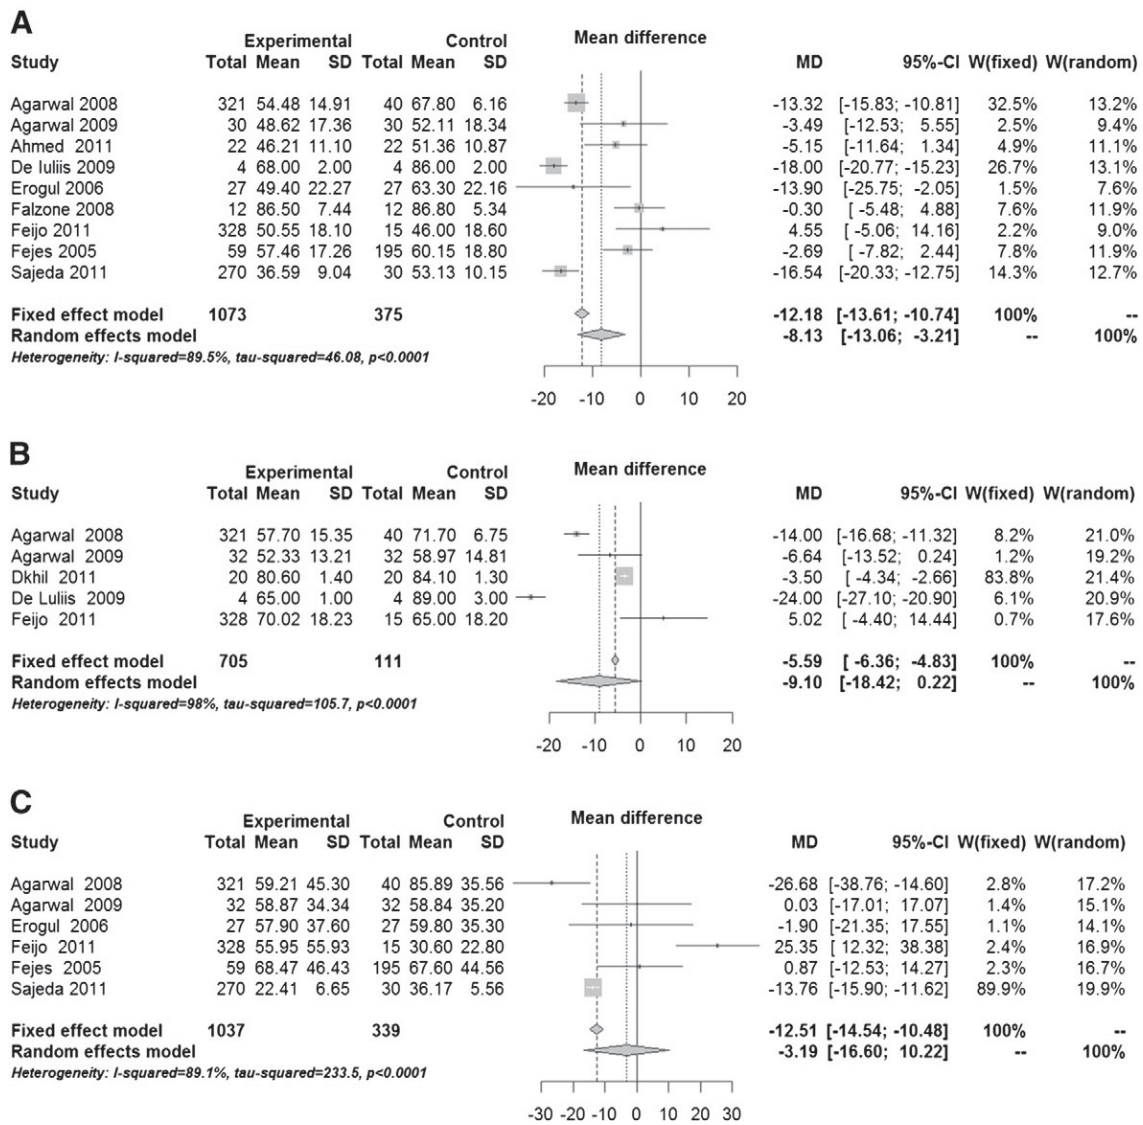 A
Experimental Control Mean difference
Study Total Mean SD Total Mean SD MD 95%-CI W(fixed) W(random)
Agarwal 2008 321 54.48 14.91 40 67.80 6.16 -13.32 [-15.83; -10.81] 32.5% 13.2%
Agarwal 2009 30 48.62 17.36 30 52.11 18.34 -3.49 [-12.53; 5.55] 2.5% 9.4%
Ahmed 2011 22 46.21 11.10 22 51.36 10.87 -5.15 [-11.64; 1.34] 4.9% 11.1%
De Iuliis 2009 4 68.00 2.00 4 86.00 2.00 -18.00 [-20.77; -15.23] 26.7% 13.1%
Erogul 2006 27 49.40 22.27 27 63.30 22.16 -13.90 [-25.75; -2.05] 1.5% 7.6%
Falzone 2008 12 86.50 7.44 12 86.80 5.34 -0.30 [ -5.48; 4.88] 7.6% 11.9%
Feijo 2011 328 50.55 18.10 15 46.00 18.60 4.55 [ -5.06; 14.16] 2.2% 9.0%
Fejes 2005 59 57.46 17.26 195 60.15 18.80 -2.69 [ -7.82; 2.44] 7.8% 11.9%
Sajeda 2011 270 36.59 9.04 30 53.13 10.15 -16.54 [-20.33; -12.75] 14.3% 12.7%
Fixed effect model 1073 375 -12.18 [-13.61; -10.74] 100% --
Random effects model -8.13 [-13.06; -3.21] -- 100%
Heterogeneity: I-squared=89.5%, tau-squared=46.08, p<0.0001
-20 -10 0 10 20
B
Experimental Control Mean difference
Study Total Mean SD Total Mean SD MD 95%-CI W(fixed) W(random)
Agarwal 2008 321 57.70 15.35 40 71.70 6.75 -14.00 [-16.68; -11.32] 8.2% 21.0%
Agarwal 2009 32 52.33 13.21 32 58.97 14.81 -6.64 [-13.52; 0.24] 1.2% 19.2%
Dkhil 2011 20 80.60 1.40 20 84.10 1.30 -3.50 [ -4.34; -2.66] 83.8% 21.4%
De Luliis 2009 4 65.00 1.00 4 89.00 3.00 -24.00 [-27.10; -20.90] 6.1% 20.9%
Feijo 2011 328 70.02 18.23 15 65.00 18.20 5.02 [ -4.40; 14.44] 0.7% 17.6%
Fixed effect model 705 111 -5.59 [ -6.36; -4.83] 100% --
Random effects model -9.10 [-18.42; 0.22] -- 100%
Heterogeneity: I-squared=98%, tau-squared=105.7, p<0.0001
-20 -10 0 10 20
C
Experimental Control Mean difference
Study Total Mean SD Total Mean SD MD 95%-CI W(fixed) W(random)
Agarwal 2008 321 59.21 45.30 40 85.89 35.56 -26.68 [-38.76; -14.60] 2.8% 17.2%
Agarwal 2009 32 58.87 34.34 32 58.84 35.20 0.03 [-17.01; 17.07] 1.4% 15.1%
Erogul 2006 27 57.90 37.60 27 59.80 35.30 -1.90 [-21.35; 17.55] 1.1% 14.1%
Feijo 2011 328 55.95 55.93 15 30.60 22.80 25.35 [ 12.32; 38.38] 2.4% 16.9%
Fejes 2005 59 68.47 46.43 195 67.60 44.56 0.87 [-12.53; 14.27] 2.3% 16.7%
Sajeda 2011 270 22.41 6.65 30 36.17 5.56 -13.76 [-15.90; -11.62] 89.9% 19.9%
Fixed effect model 1037 339 -12.51 [-14.54; -10.48] 100% --
Random effects model -3.19 [-16.60; 10.22] -- 100%
Heterogeneity: I-squared=89.1%, tau-squared=233.5, p<0.0001
-30 -20 -10 0 10 20 30